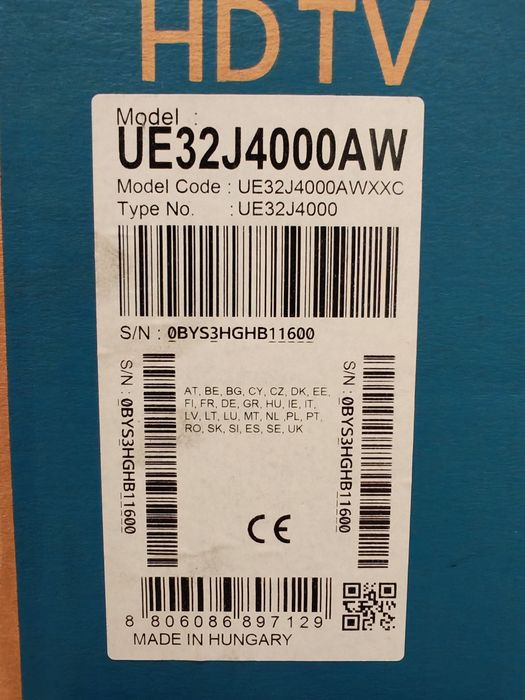 HDTV
Model :
UE32J4000AW
Model Code : UE32J4000AWXXC
Type No. : UE32J4000
S/N : 0BYS3HGHB11600
S/N : 0BYS3HGHB11600
AT, BE, BG, CY, CZ, DK, EE,
FI, FR, DE, GR, HU, IE, IT,
LV, LT, LU, MT, NL ,PL, PT,
RO, SK, SI, ES, SE, UK
S/N : 0BYS3HGHB11600
CE
8 806086 897129
MADE IN HUNGARY